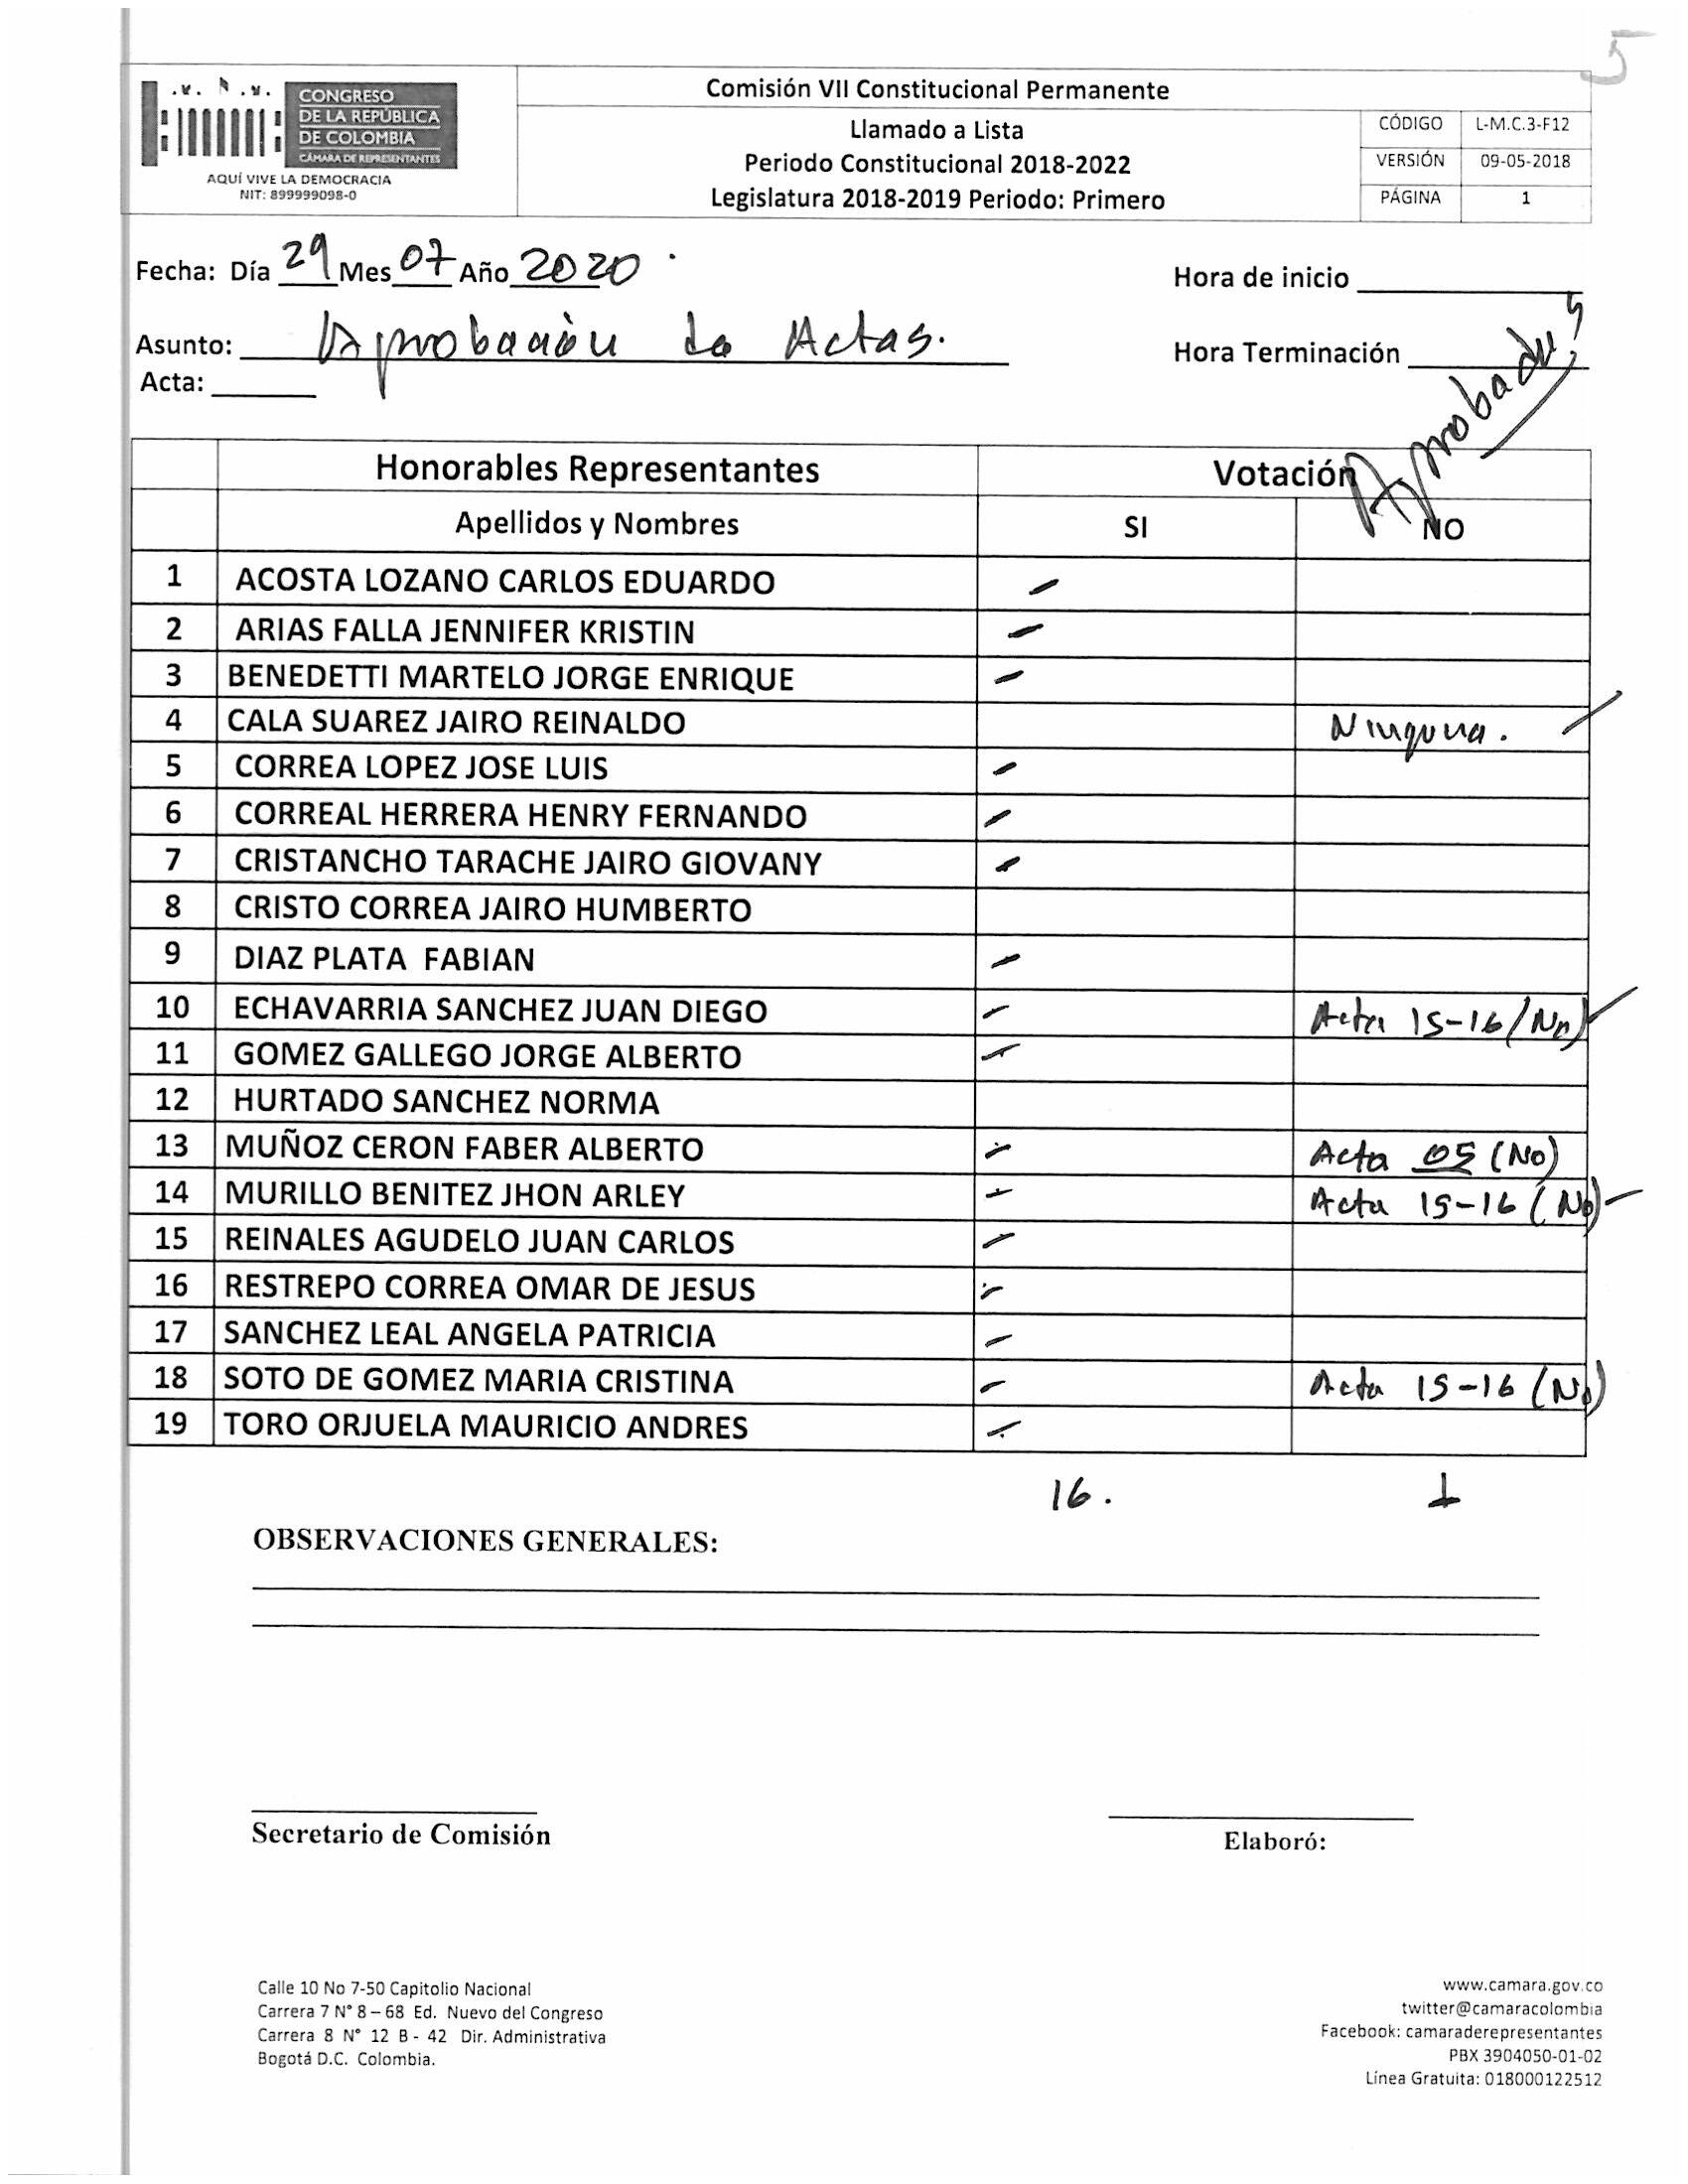 5
CONGRESO
DE LA REPÚBLICA
DE COLOMBIA
CÁMARA DE REPRESENTANTES
AQUÍ VIVE LA DEMOCRACIA
NIT: 899999098-0
Comisión VII Constitucional Permanente
Llamado a Lista
Periodo Constitucional 2018-2022
Legislatura 2018-2019 Periodo: Primero
CÓDIGO L-M.C.3-F12
VERSIÓN 09-05-2018
PÁGINA 1
Fecha: Día 29 Mes 07 Año 2020
Hora de inicio
Asunto: Aprobación de Actas.
Hora Terminación
Acta:
Aprobadas
Honorables Representantes Votación
Apellidos y Nombres SI NO
1 ACOSTA LOZANO CARLOS EDUARDO
2 ARIAS FALLA JENNIFER KRISTIN
3 BENEDETTI MARTELO JORGE ENRIQUE
4 CALA SUAREZ JAIRO REINALDO Ninguna.
5 CORREA LOPEZ JOSE LUIS
6 CORREAL HERRERA HENRY FERNANDO
7 CRISTANCHO TARACHE JAIRO GIOVANY
8 CRISTO CORREA JAIRO HUMBERTO
9 DIAZ PLATA FABIAN
10 ECHAVARRIA SANCHEZ JUAN DIEGO Acta 15-16 (No)
11 GOMEZ GALLEGO JORGE ALBERTO
12 HURTADO SANCHEZ NORMA
13 MUÑOZ CERON FABER ALBERTO Acta 05 (No)
14 MURILLO BENITEZ JHON ARLEY Acta 15-16 (No)
15 REINALES AGUDELO JUAN CARLOS
16 RESTREPO CORREA OMAR DE JESUS
17 SANCHEZ LEAL ANGELA PATRICIA
18 SOTO DE GOMEZ MARIA CRISTINA Acta 15-16 (No)
19 TORO ORJUELA MAURICIO ANDRES
16. 1
OBSERVACIONES GENERALES:
Secretario de Comisión
Elaboró:
Calle 10 No 7-50 Capitolio Nacional
Carrera 7 N° 8 – 68 Ed. Nuevo del Congreso
Carrera 8 N° 12 B - 42 Dir. Administrativa
Bogotá D.C. Colombia.
www.camara.gov.co
twitter@camaracolombia
Facebook: camaraderepresentantes
PBX 3904050-01-02
Línea Gratuita: 018000122512